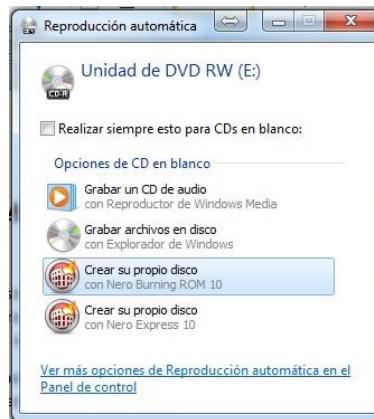 Reproducción automática
Unidad de DVD RW (E:)
CD-R
Realizar siempre esto para CDs en blanco:
Opciones de CD en blanco
Grabar un CD de audio
con Reproductor de Windows Media
Grabar archivos en disco
con Explorador de Windows
Crear su propio disco
con Nero Burning ROM 10
Crear su propio disco
con Nero Express 10
Ver más opciones de Reproducción automática en el
Panel de control